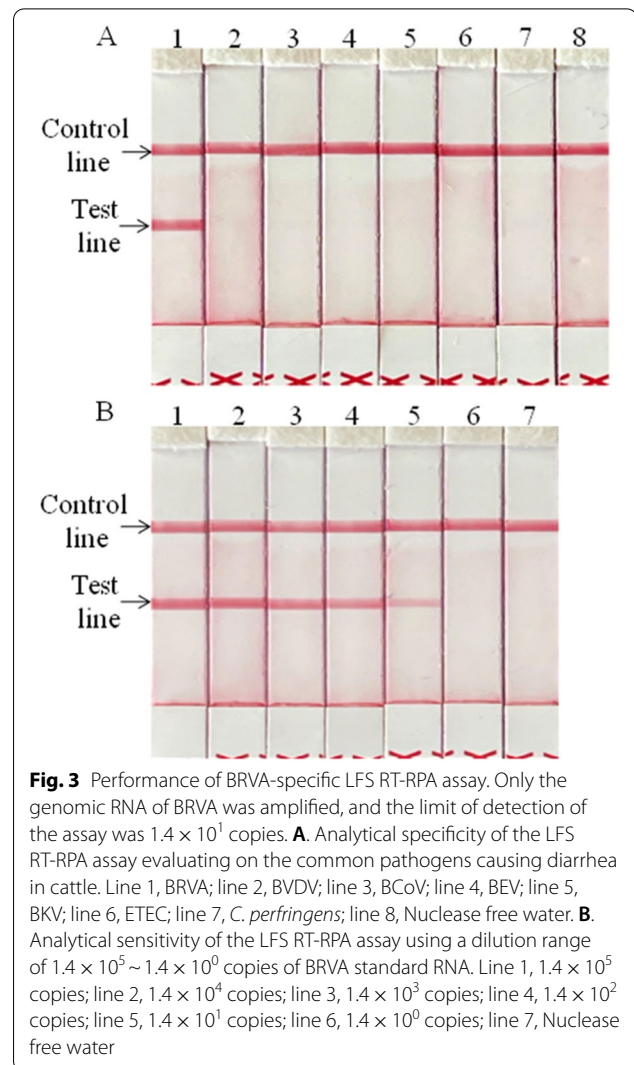 A
1 2 3 4 5 6 7 8
Control
line
Test
line
B
1 2 3 4 5 6 7
Control
line
Test
line
Fig. 3 Performance of BRVA-specific LFS RT-RPA assay. Only the
genomic RNA of BRVA was amplified, and the limit of detection of
the assay was 1.4 × 10¹ copies. A. Analytical specificity of the LFS
RT-RPA assay evaluating on the common pathogens causing diarrhea
in cattle. Line 1, BRVA; line 2, BVDV; line 3, BCoV; line 4, BEV; line 5,
BKV; line 6, ETEC; line 7, C. perfringens; line 8, Nuclease free water. B.
Analytical sensitivity of the LFS RT-RPA assay using a dilution range
of 1.4 × 10⁵ ~ 1.4 × 10⁰ copies of BRVA standard RNA. Line 1, 1.4 × 10⁵
copies; line 2, 1.4 × 10⁴ copies; line 3, 1.4 × 10³ copies; line 4, 1.4 × 10²
copies; line 5, 1.4 × 10¹ copies; line 6, 1.4 × 10⁰ copies; line 7, Nuclease
free water